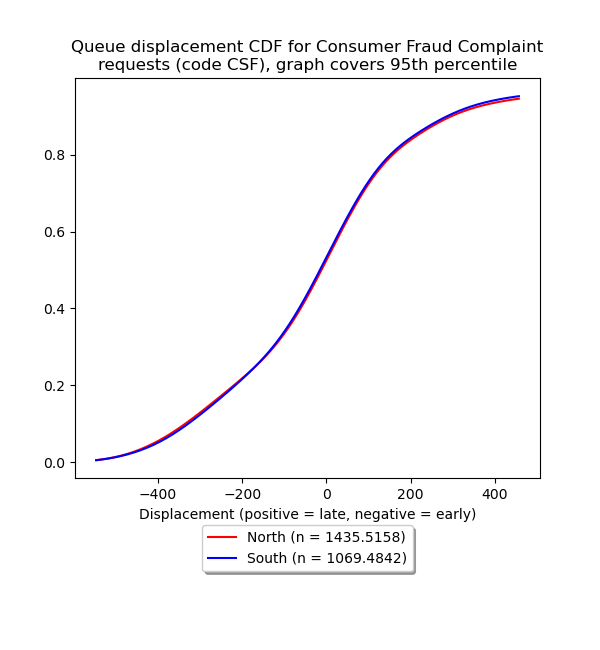 Queue displacement CDF for Consumer Fraud Complaint
requests (code CSF), graph covers 95th percentile
0.8
0.6
0.4
0.2
0.0
−400 −200 0 200 400
Displacement (positive = late, negative = early)
North (n = 1435.5158)
South (n = 1069.4842)